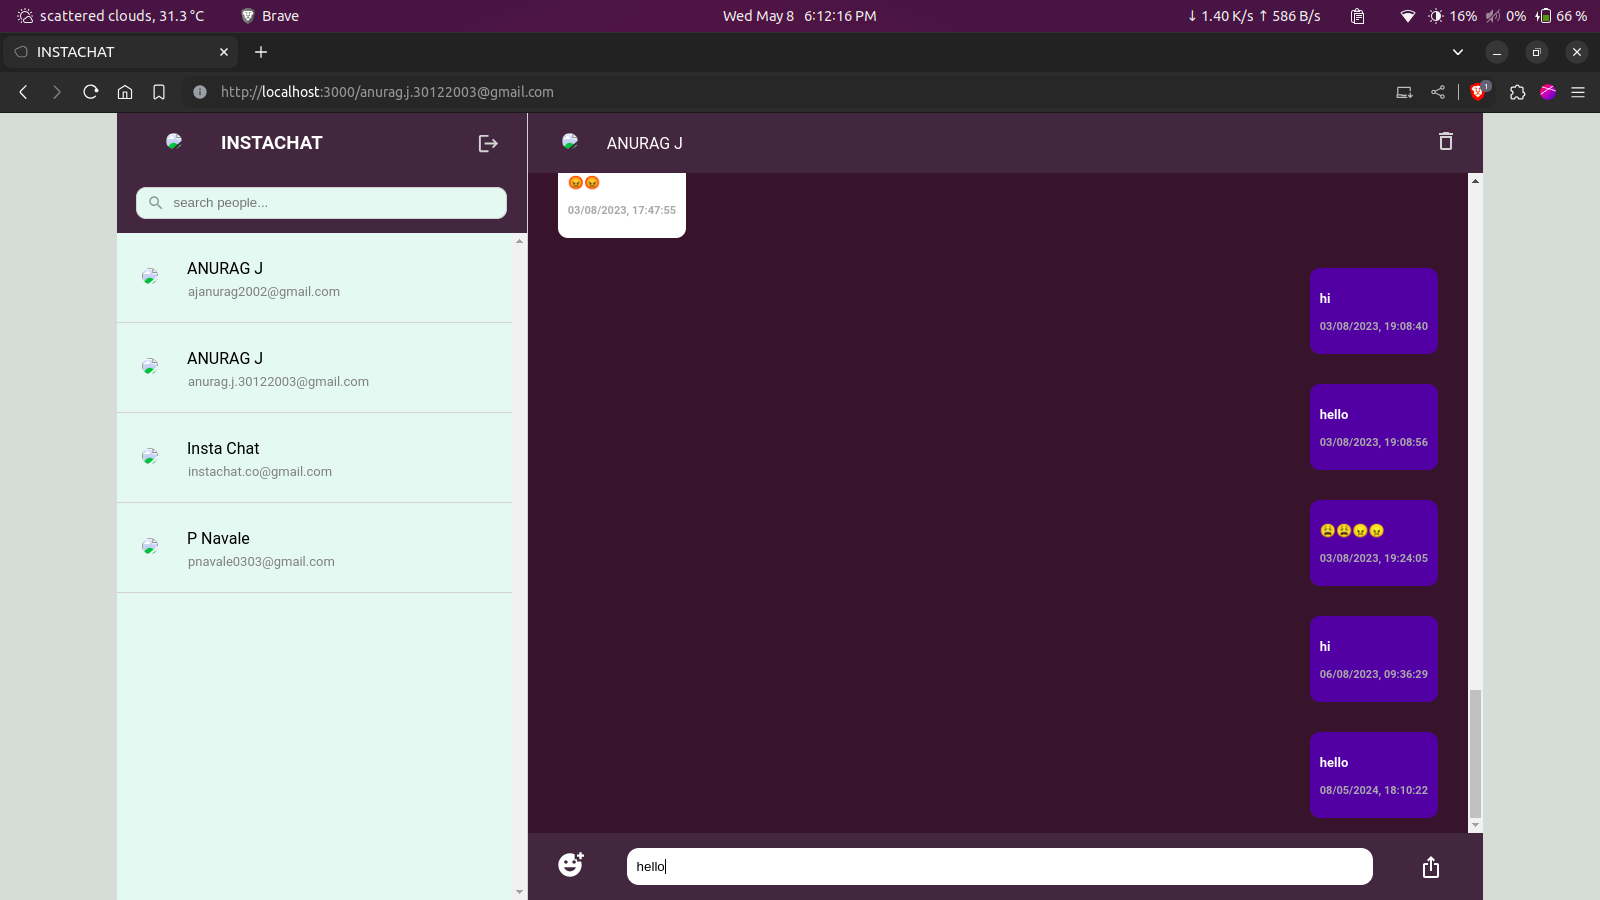 scattered clouds, 31.3 °C Brave Wed May 8 6:12:16 PM ↓ 1.40 K/s ↑ 586 B/s 16% 0% 66 %
INSTACHAT
http://localhost:3000/anurag.j.30122003@gmail.com 1
INSTACHAT
search people...
ANURAG J
ajanurag2002@gmail.com
ANURAG J
anurag.j.30122003@gmail.com
Insta Chat
instachat.co@gmail.com
P Navale
pnavale0303@gmail.com
ANURAG J
😡😡
03/08/2023, 17:47:55
hi
03/08/2023, 19:08:40
hello
03/08/2023, 19:08:56
😩😩😠😠
03/08/2023, 19:24:05
hi
06/08/2023, 09:36:29
hello
08/05/2024, 18:10:22
hello